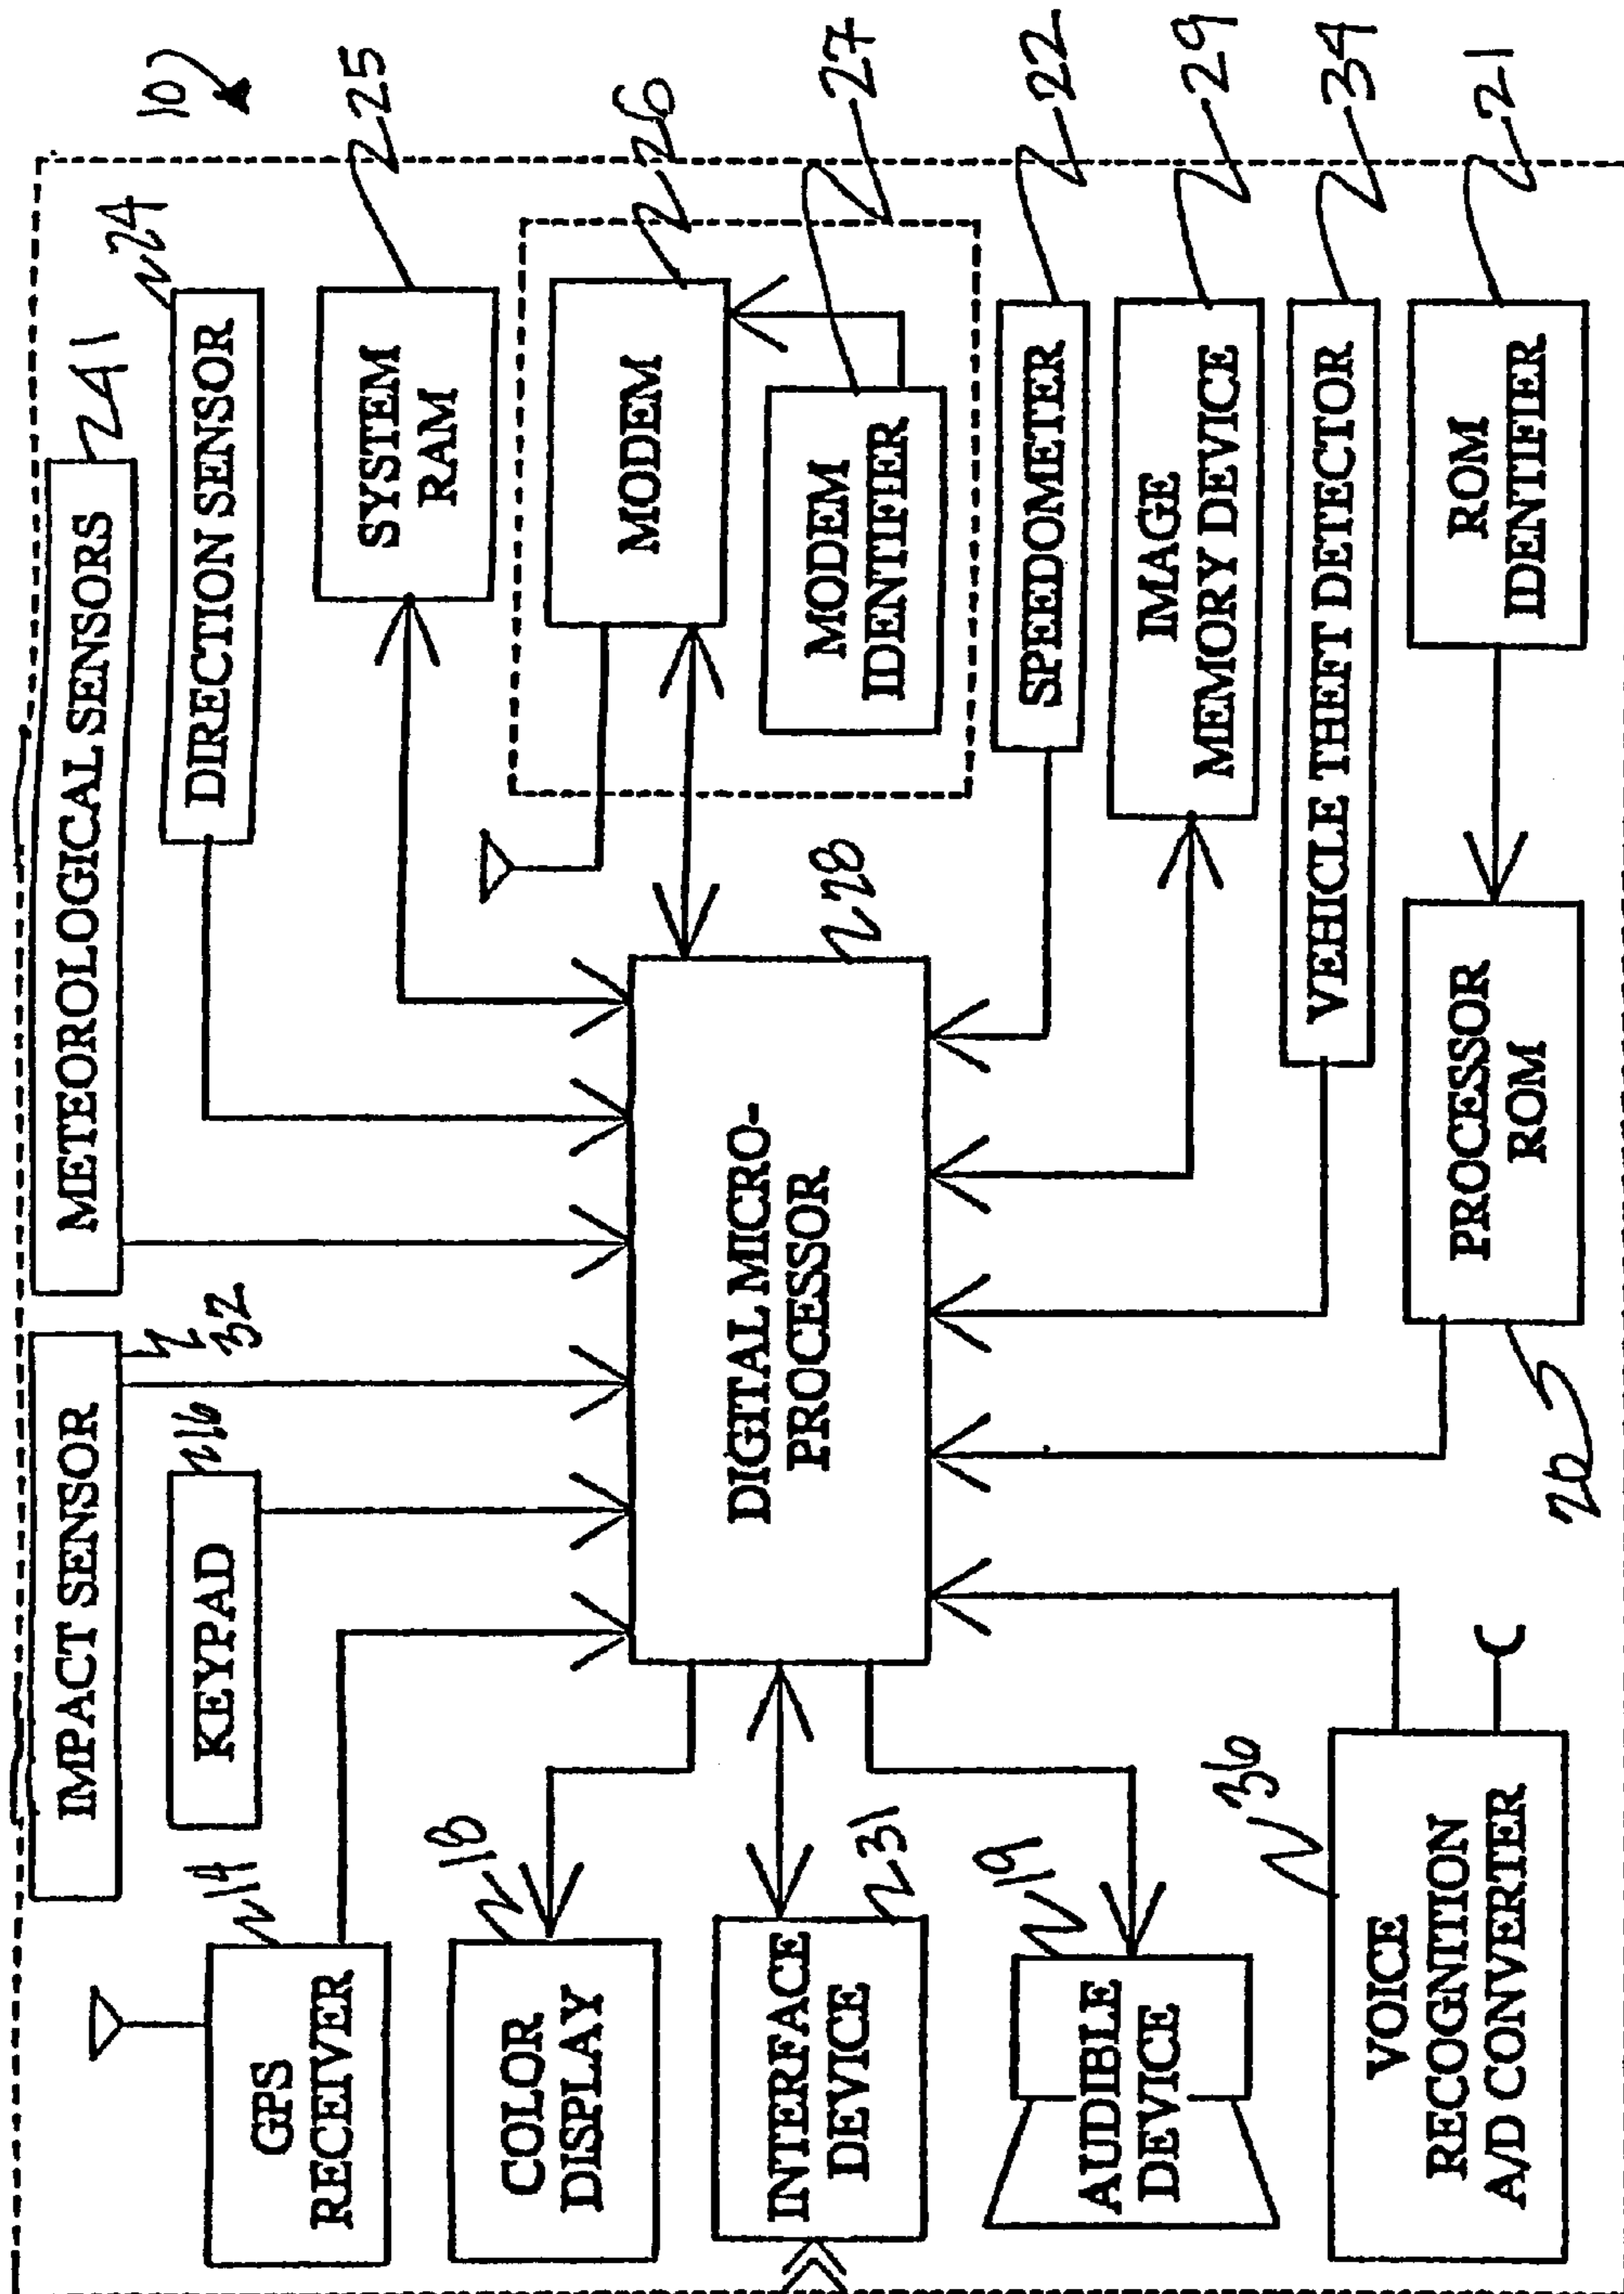 10
IMPACT SENSOR
32
METEOROLOGICAL SENSORS
41
GPS
RECEIVER
14
KEYPAD
16
DIRECTION SENSOR
24
SYSTEM
RAM
25
COLOR
DISPLAY
18
MODEM
26
MODEM
IDENTIFIER
27
DIGITAL MICRO-
PROCESSOR
28
INTERFACE
DEVICE
31
SPEEDOMETER
22
AUDIBLE
DEVICE
19
IMAGE
MEMORY DEVICE
29
VEHICLE THEFT DETECTOR
34
VOICE
RECOGNITION
A/D CONVERTER
36
PROCESSOR
ROM
20
ROM
IDENTIFIER
21